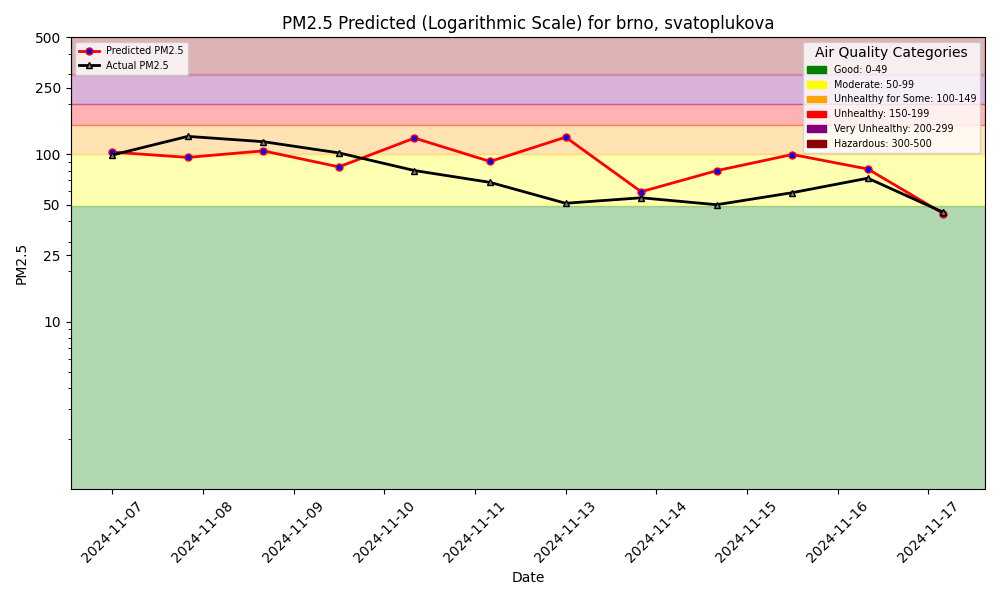 PM2.5 Predicted (Logarithmic Scale) for brno, svatoplukova
Predicted PM2.5
Actual PM2.5
Air Quality Categories
Good: 0-49
Moderate: 50-99
Unhealthy for Some: 100-149
Unhealthy: 150-199
Very Unhealthy: 200-299
Hazardous: 300-500
PM2.5
500
250
100
50
25
10
2024-11-07
2024-11-08
2024-11-09
2024-11-10
2024-11-11
2024-11-13
2024-11-14
2024-11-15
2024-11-16
2024-11-17
Date